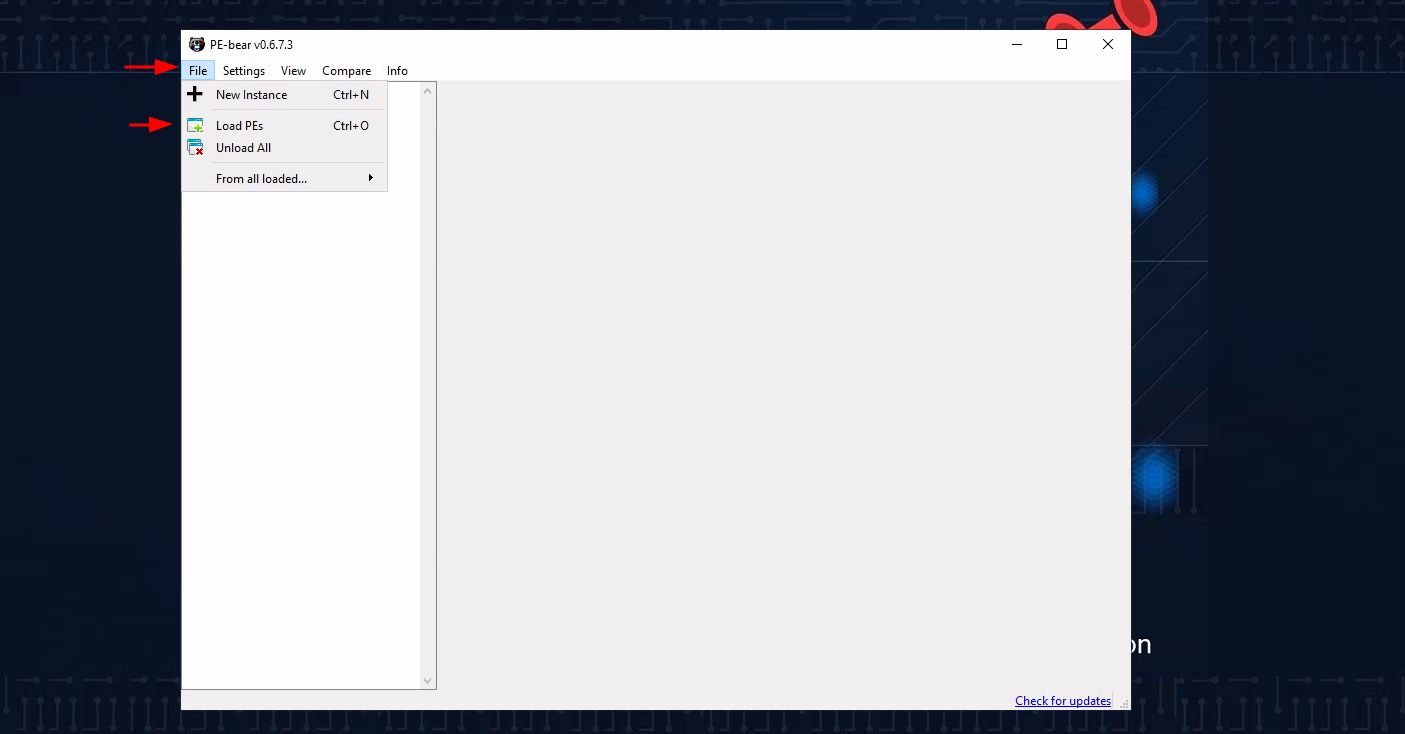 PE-bear v0.6.7.3
File Settings View Compare Info
New Instance Ctrl+N
Load PEs Ctrl+O
Unload All
From all loaded...
on
Check for updates